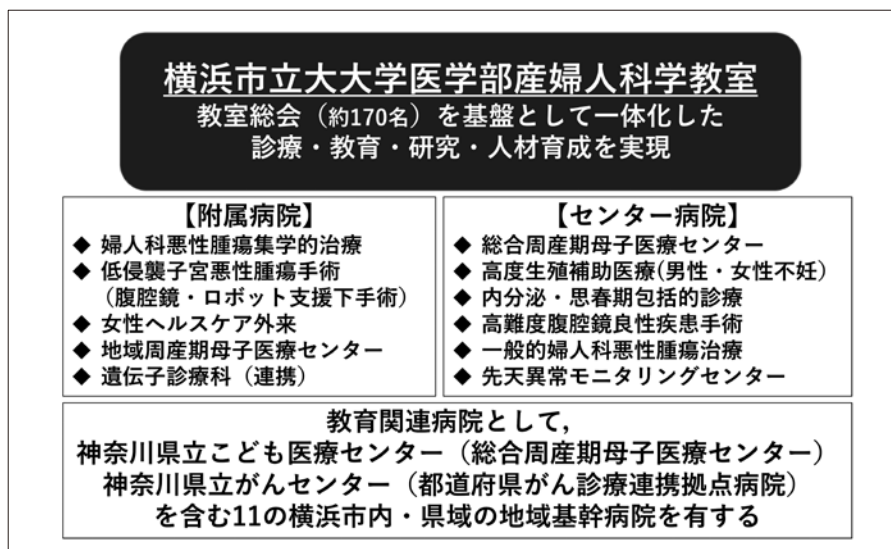 横浜市立大大学医学部産婦人科学教室
教室総会（約170名）を基盤として一体化した
診療・教育・研究・人材育成を実現
【附属病院】
◆ 婦人科悪性腫瘍集学的治療
◆ 低侵襲子宮悪性腫瘍手術
（腹腔鏡・ロボット支援下手術）
◆ 女性ヘルスケア外来
◆ 地域周産期母子医療センター
◆ 遺伝子診療科（連携）
【センター病院】
◆ 総合周産期母子医療センター
◆ 高度生殖補助医療(男性・女性不妊）
◆ 内分泌・思春期包括的診療
◆ 高難度腹腔鏡良性疾患手術
◆ 一般的婦人科悪性腫瘍治療
◆ 先天異常モニタリングセンター
教育関連病院として，
神奈川県立こども医療センター（総合周産期母子医療センター）
神奈川県立がんセンター（都道府県がん診療連携拠点病院）
を含む11の横浜市内・県域の地域基幹病院を有する